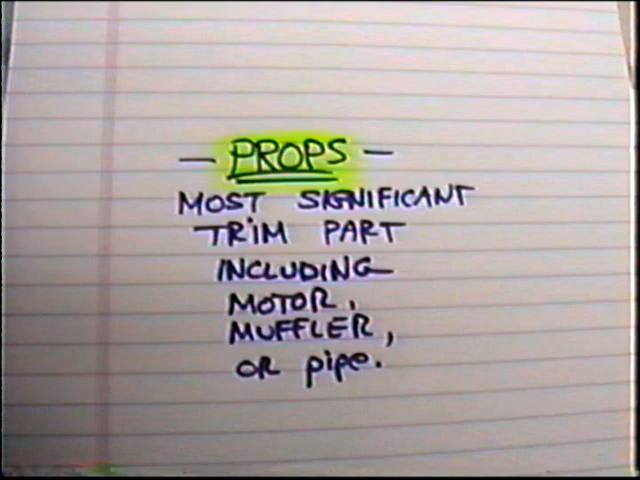 - PROPS -
MOST SIGNIFICANT
TRIM PART
INCLUDING
MOTOR,
MUFFLER,
OR pipe.